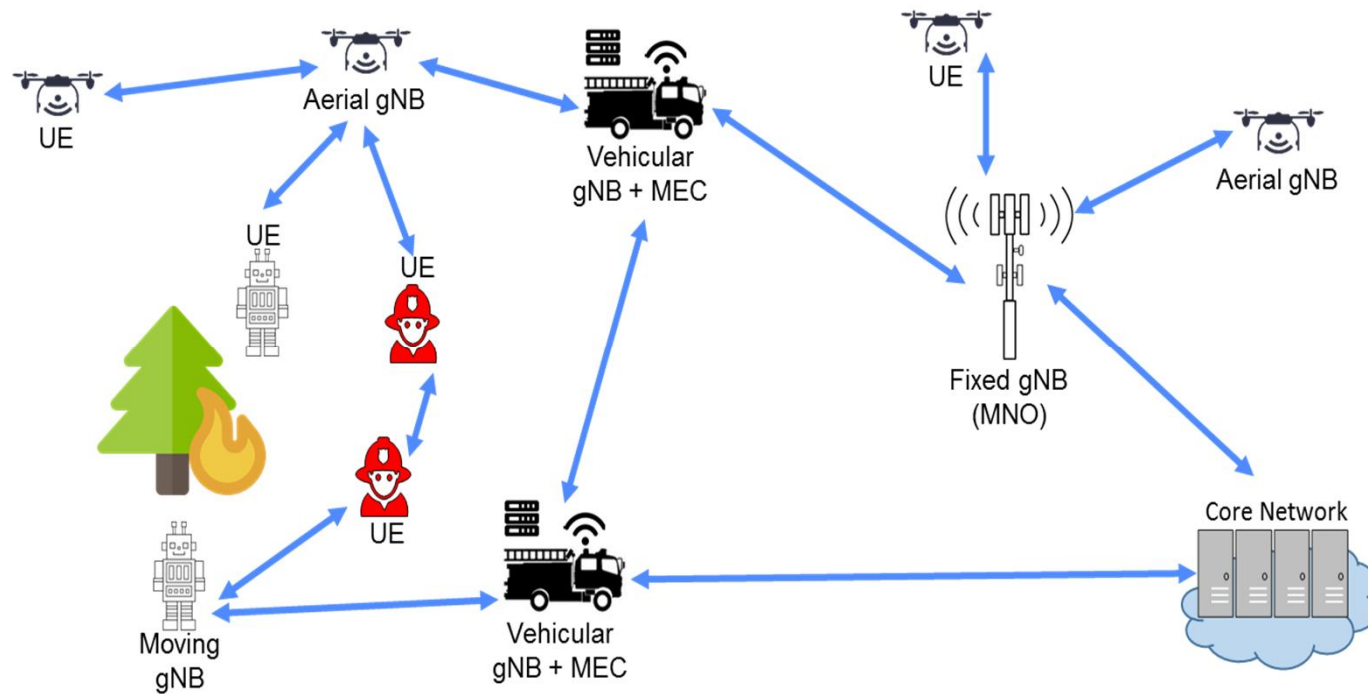 UE
Aerial gNB
Vehicular
gNB + MEC
UE
Aerial gNB
UE
UE
Fixed gNB
(MNO)
UE
Moving
gNB
Vehicular
gNB + MEC
Core Network